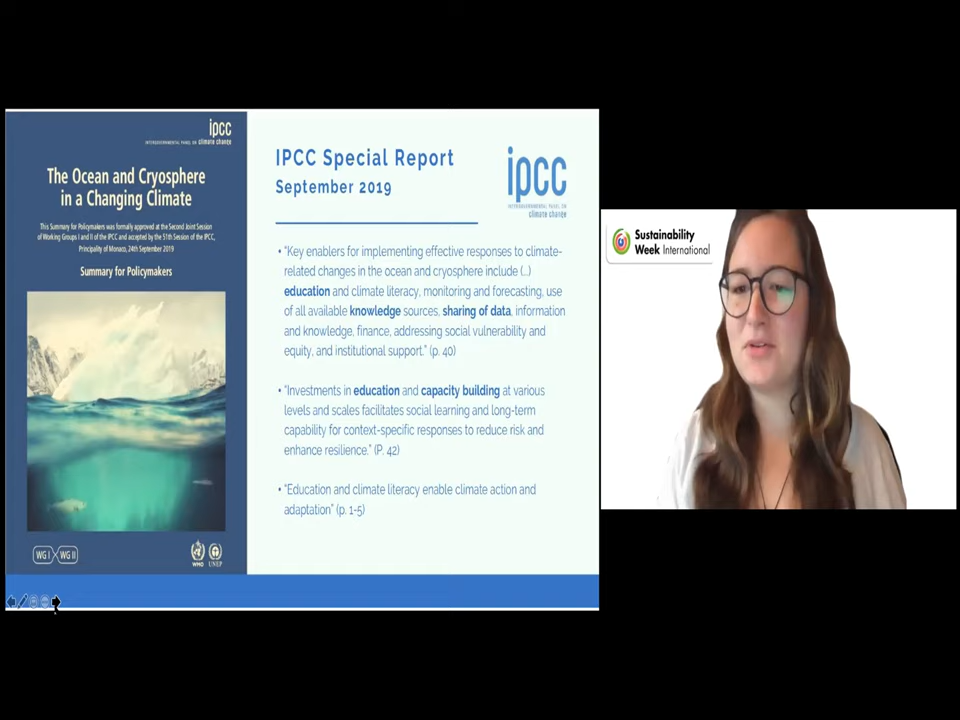 ipcc
INTERGOVERNMENTAL PANEL ON climate change
The Ocean and Cryosphere
in a Changing Climate
This Summary for Policymakers was formally approved at the Second Joint Session
of Working Groups I and II of the IPCC and accepted by the 51th Session of the IPCC,
Principality of Monaco, 24th September 2019
Summary for Policymakers
WG I WG II
WMO UNEP
IPCC Special Report
September 2019
ipcc
INTERGOVERNMENTAL PANEL ON
climate change
• “Key enablers for implementing effective responses to climate-
related changes in the ocean and cryosphere include (...)
education and climate literacy, monitoring and forecasting, use
of all available knowledge sources, sharing of data, information
and knowledge, finance, addressing social vulnerability and
equity, and institutional support.” (p. 40)
• “Investments in education and capacity building at various
levels and scales facilitates social learning and long-term
capability for context-specific responses to reduce risk and
enhance resilience.” (P. 42)
• “Education and climate literacy enable climate action and
adaptation” (p. 1-5)
Sustainability
Week International